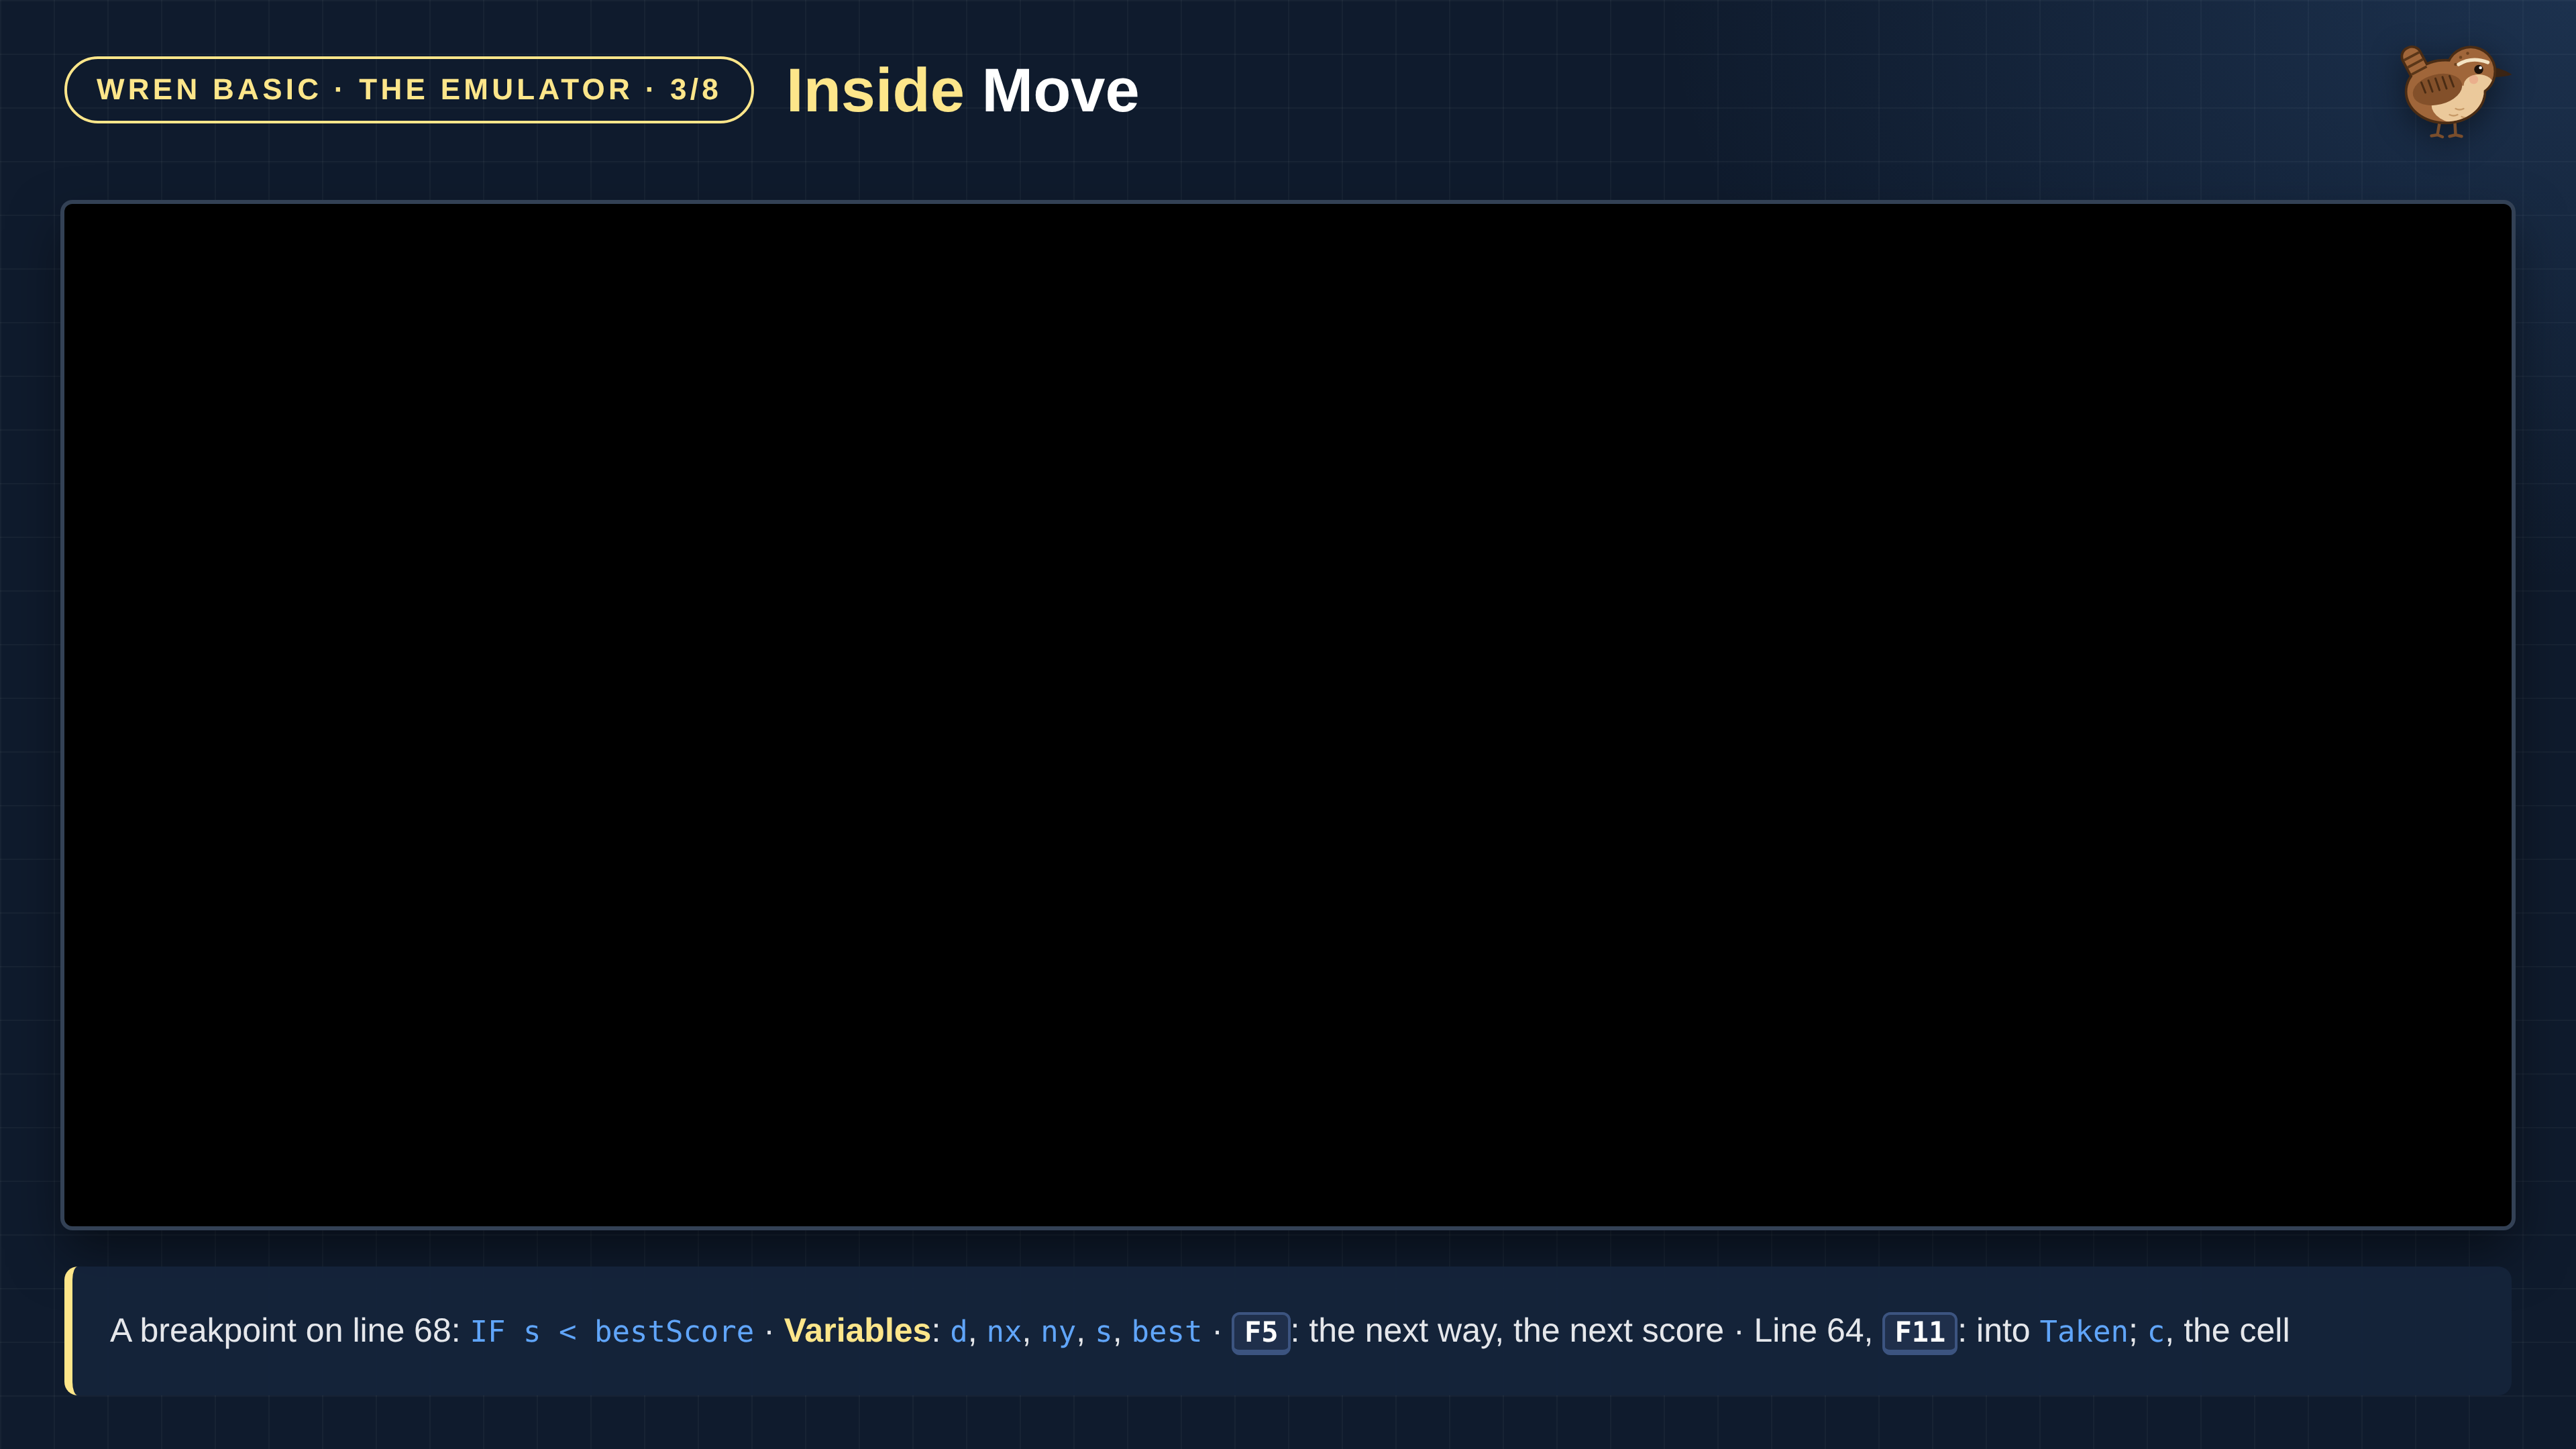 WREN BASIC · THE EMULATOR · 3/8
Inside Move
A breakpoint on line 68: IF s < bestScore · Variables: d, nx, ny, s, best · F5: the next way, the next score · Line 64, F11: into Taken; c, the cell